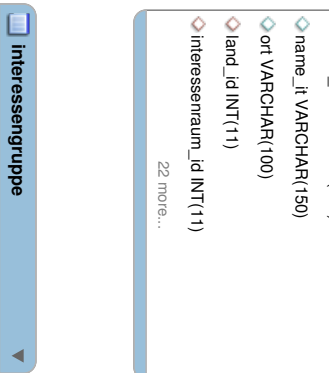 name_it VARCHAR(150)
ort VARCHAR(100)
land_id INT(11)
interessenraum_id INT(11)
22 more...
interessengruppe